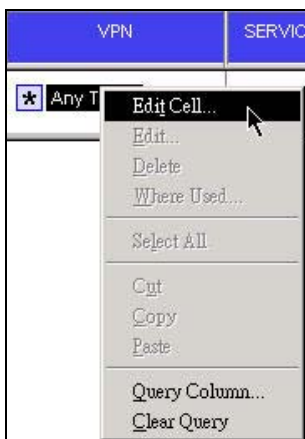 VPN
SERVIC
* Any T
Edit Cell...
Edit...
Delete
Where Used...
Select All
Cut
Copy
Paste
Query Column...
Clear Query